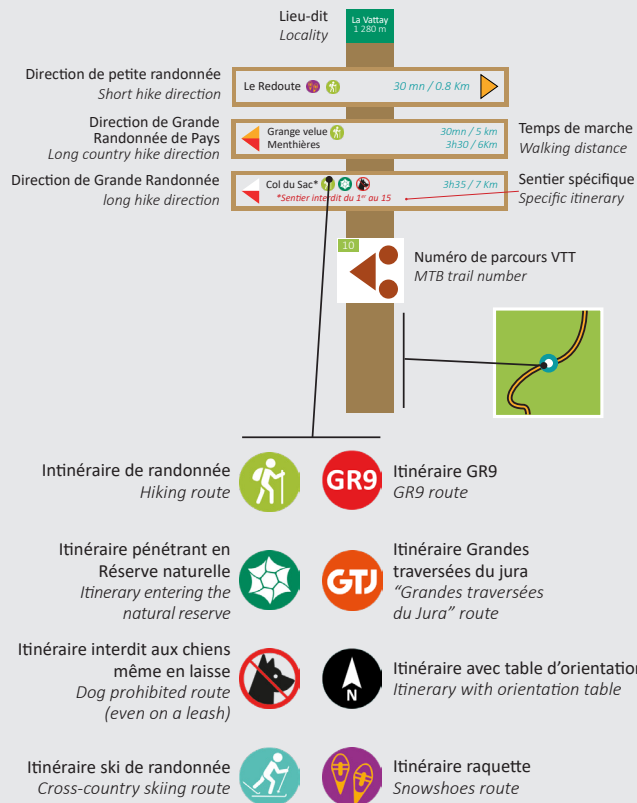 Lieu-dit
Locality
La Vattay
1 280 m
Direction de petite randonnée
Short hike direction
Le Redoute
30 mn / 0.8 Km
Direction de Grande
Randonnée de Pays
Long country hike direction
Grange velue
30mn / 5 km
Menthières
3h30 / 6Km
Temps de marche
Walking distance
Direction de Grande Randonnée
long hike direction
Col du Sac*
3h35 / 7 Km
*Sentier interdit du 1er au 15
Sentier spécifique
Specific itinerary
10
Numéro de parcours VTT
MTB trail number
Intinéraire de randonnée
Hiking route
GR9
Itinéraire GR9
GR9 route
Itinéraire pénétrant en
Réserve naturelle
Itinerary entering the
natural reserve
GTJ
Itinéraire Grandes
traversées du jura
“Grandes traversées
du Jura” route
Itinéraire interdit aux chiens
même en laisse
Dog prohibited route
(even on a leash)
N
Itinéraire avec table d’orientation
Itinerary with orientation table
Itinéraire ski de randonnée
Cross-country skiing route
Itinéraire raquette
Snowshoes route